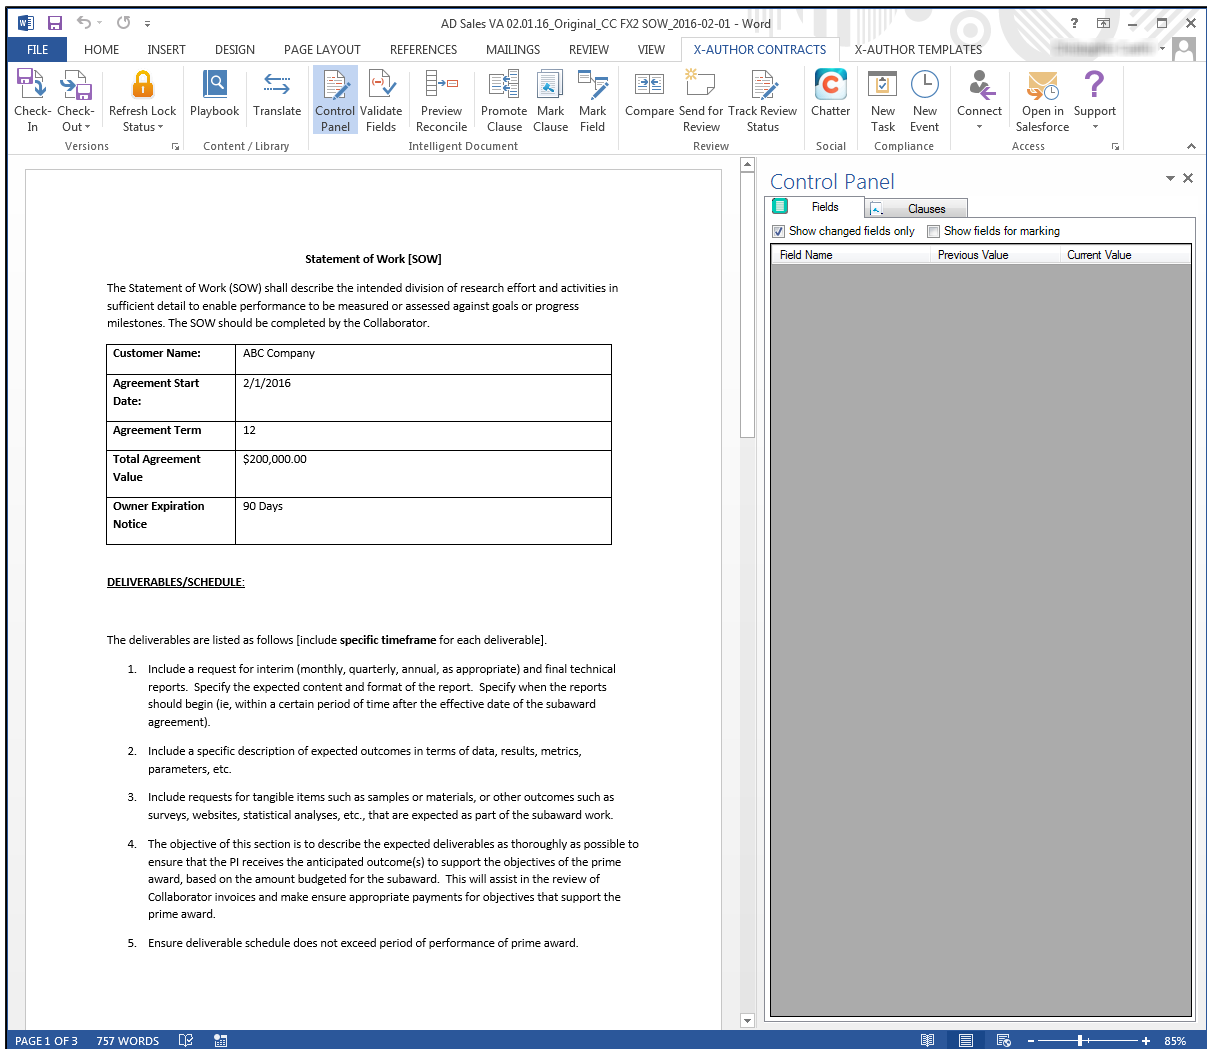 AD Sales VA 02.01.16_Original_CC FX2 SOW_2016-02-01 - Word
FILE HOME INSERT DESIGN PAGE LAYOUT REFERENCES MAILINGS REVIEW VIEW X-AUTHOR CONTRACTS X-AUTHOR TEMPLATES
Check-In Check-Out Refresh Lock Status Playbook Translate Control Panel Validate Fields Preview Reconcile Promote Clause Mark Clause Mark Field Compare Send for Review Track Review Status Chatter New Task New Event Connect Open in Salesforce Support
Versions Content / Library Intelligent Document Review Social Compliance Access
Statement of Work [SOW]
The Statement of Work (SOW) shall describe the intended division of research effort and activities in
sufficient detail to enable performance to be measured or assessed against goals or progress
milestones. The SOW should be completed by the Collaborator.
Customer Name: ABC Company
Agreement Start 2/1/2016
Date:
Agreement Term 12
Total Agreement $200,000.00
Value
Owner Expiration 90 Days
Notice
DELIVERABLES/SCHEDULE:
The deliverables are listed as follows [include specific timeframe for each deliverable].
1. Include a request for interim (monthly, quarterly, annual, as appropriate) and final technical
reports. Specify the expected content and format of the report. Specify when the reports
should begin (ie, within a certain period of time after the effective date of the subaward
agreement).
2. Include a specific description of expected outcomes in terms of data, results, metrics,
parameters, etc.
3. Include requests for tangible items such as samples or materials, or other outcomes such as
surveys, websites, statistical analyses, etc., that are expected as part of the subaward work.
4. The objective of this section is to describe the expected deliverables as thoroughly as possible to
ensure that the PI receives the anticipated outcome(s) to support the objectives of the prime
award, based on the amount budgeted for the subaward. This will assist in the review of
Collaborator invoices and make ensure appropriate payments for objectives that support the
prime award.
5. Ensure deliverable schedule does not exceed period of performance of prime award.
Control Panel
Fields Clauses
Show changed fields only Show fields for marking
Field Name Previous Value Current Value
PAGE 1 OF 3 757 WORDS 85%